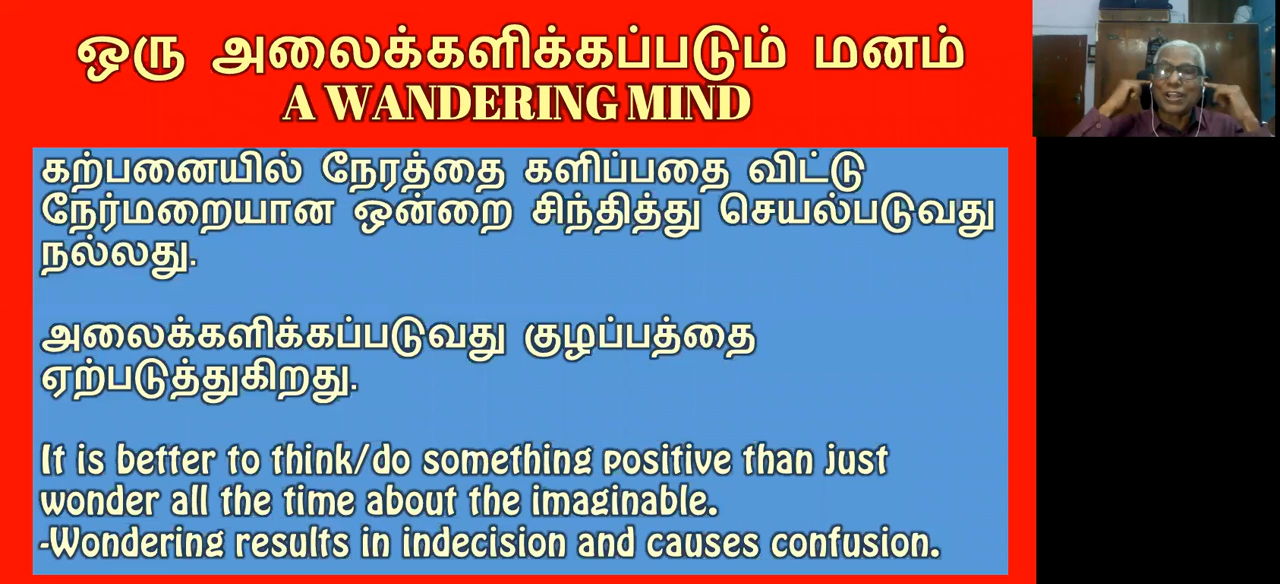 ஒரு அலைக்களிக்கப்படும் மனம்
A WANDERING MIND
கற்பனையில் நேரத்தை களிப்பதை விட்டு
நேர்மறையான ஒன்றை சிந்தித்து செயல்படுவது
நல்லது.
அலைக்களிக்கப்படுவது குழப்பத்தை
ஏற்படுத்துகிறது.
It is better to think/do something positive than just
wonder all the time about the imaginable.
-Wondering results in indecision and causes confusion.